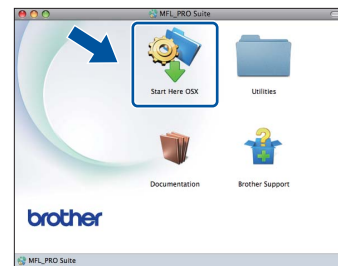 MFL_PRO Suite
Start Here OSX
Utilities
Documentation
Brother Support
brother
MFL_PRO Suite